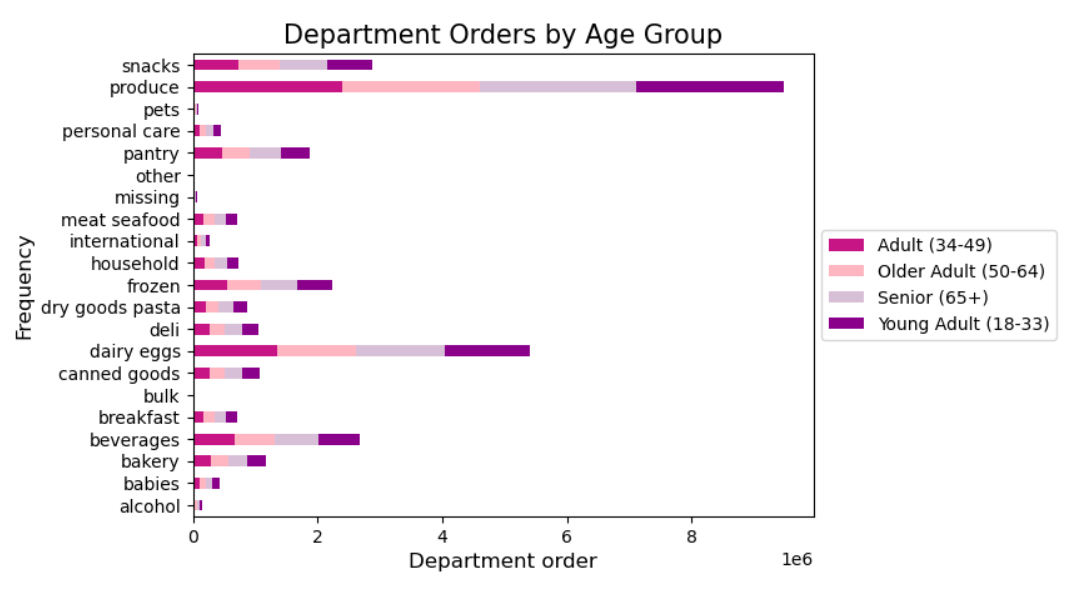 Department Orders by Age Group
snacks
produce
pets
personal care
pantry
other
missing
meat seafood
international
household
frozen
dry goods pasta
deli
dairy eggs
canned goods
bulk
breakfast
beverages
bakery
babies
alcohol
Frequency
0 2 4 6 8
1e6
Department order
Adult (34-49)
Older Adult (50-64)
Senior (65+)
Young Adult (18-33)